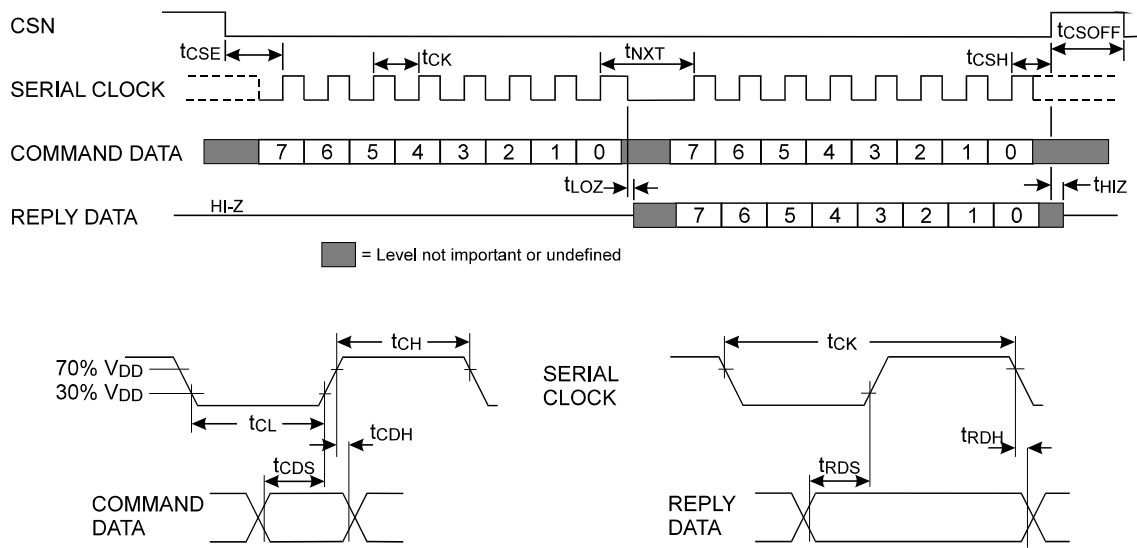 CSN
tCSOFF
tCSE
tCK
tNXT
tCSH
SERIAL CLOCK
COMMAND DATA
7 6 5 4 3 2 1 0 7 6 5 4 3 2 1 0
tLOZ
tHIZ
REPLY DATA
HI-Z
7 6 5 4 3 2 1 0
= Level not important or undefined
tCH
tCK
70% VDD
30% VDD
SERIAL
CLOCK
tCL
tCDH
tRDH
tCDS
tRDS
COMMAND
DATA
REPLY
DATA